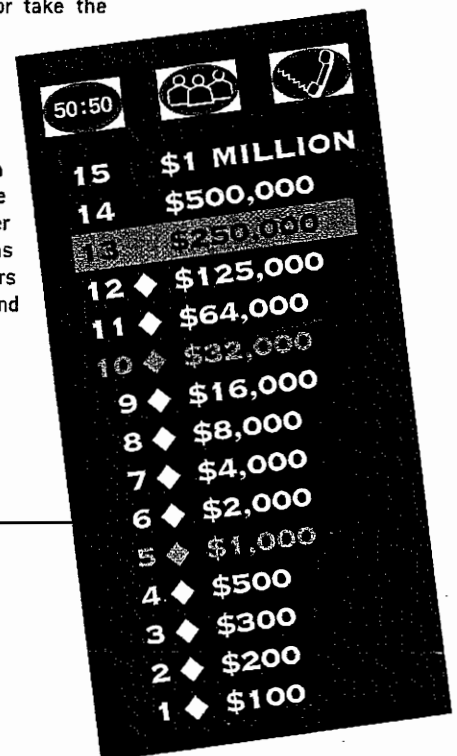 or take the
50:50
15 $1 MILLION
14 $500,000
13 $250,000
12 ◆ $125,000
11 ◆ $64,000
10 ◆ $32,000
9 ◆ $16,000
8 ◆ $8,000
7 ◆ $4,000
6 ◆ $2,000
5 ◆ $1,000
4 ◆ $500
3 ◆ $300
2 ◆ $200
1 ◆ $100